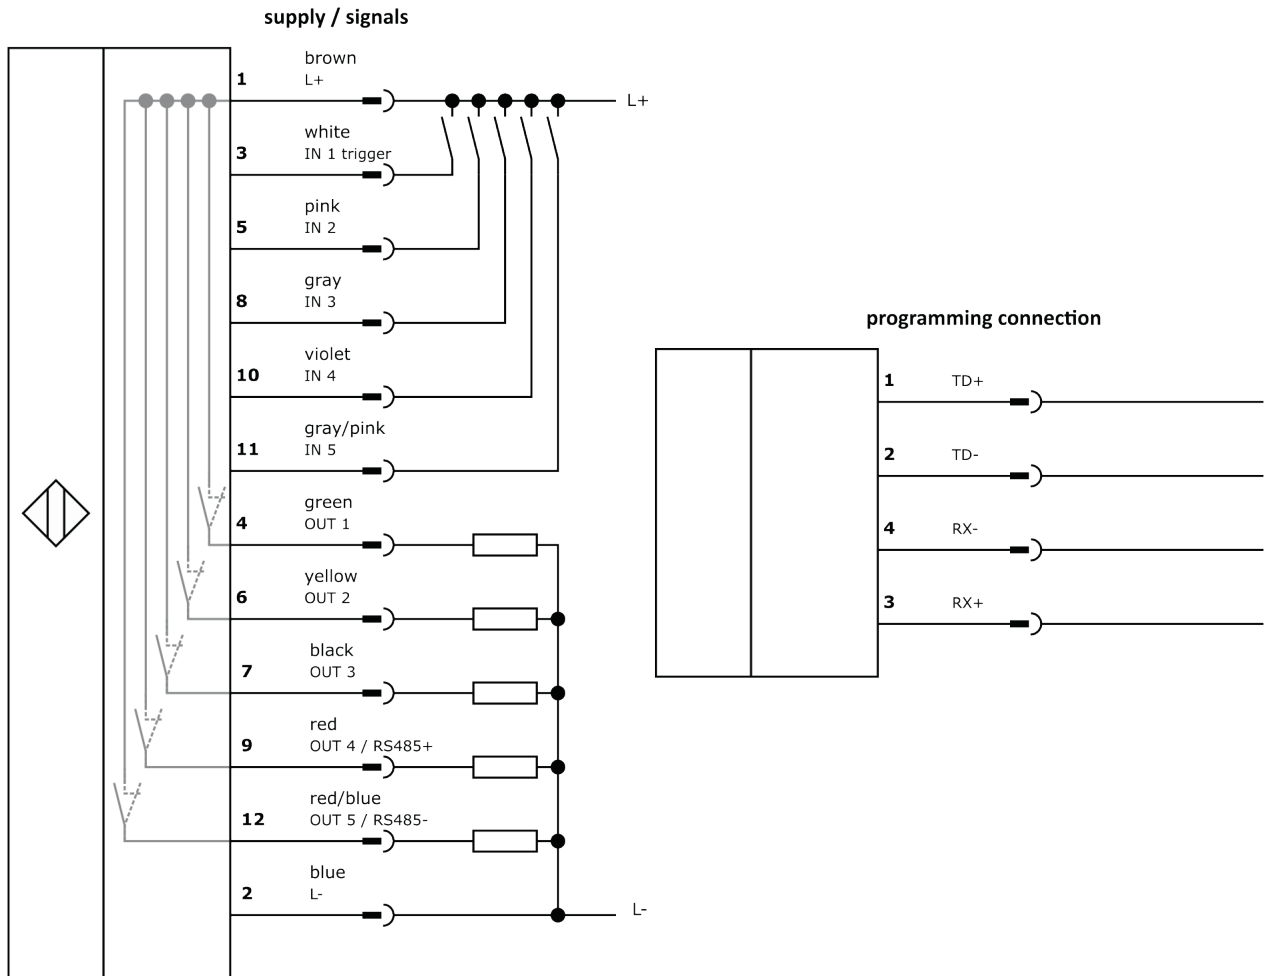 supply / signals
brown
1 L+
L+
white
3 IN 1 trigger
pink
5 IN 2
gray
8 IN 3
violet
10 IN 4
gray/pink
11 IN 5
green
4 OUT 1
yellow
6 OUT 2
black
7 OUT 3
red
9 OUT 4 / RS485+
red/blue
12 OUT 5 / RS485-
blue
2 L-
L-
programming connection
1 TD+
2 TD-
4 RX-
3 RX+